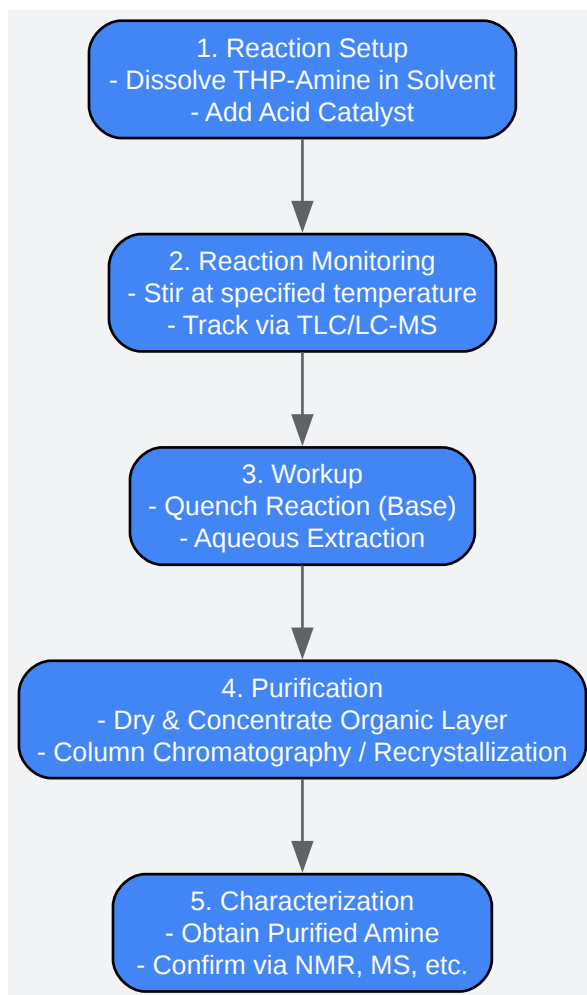 1. Reaction Setup
- Dissolve THP-Amine in Solvent
- Add Acid Catalyst
2. Reaction Monitoring
- Stir at specified temperature
- Track via TLC/LC-MS
3. Workup
- Quench Reaction (Base)
- Aqueous Extraction
4. Purification
- Dry & Concentrate Organic Layer
- Column Chromatography / Recrystallization
5. Characterization
- Obtain Purified Amine
- Confirm via NMR, MS, etc.